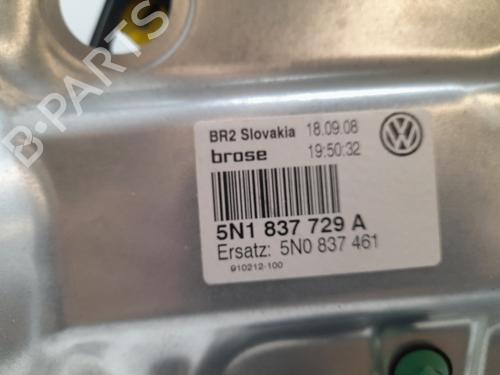 BR2 Slovakia 18.09.08
brose 19:50:32
5N1 837 729 A
Ersatz: 5N0 837 461
910212-100
B-PARTS
B-PARTS